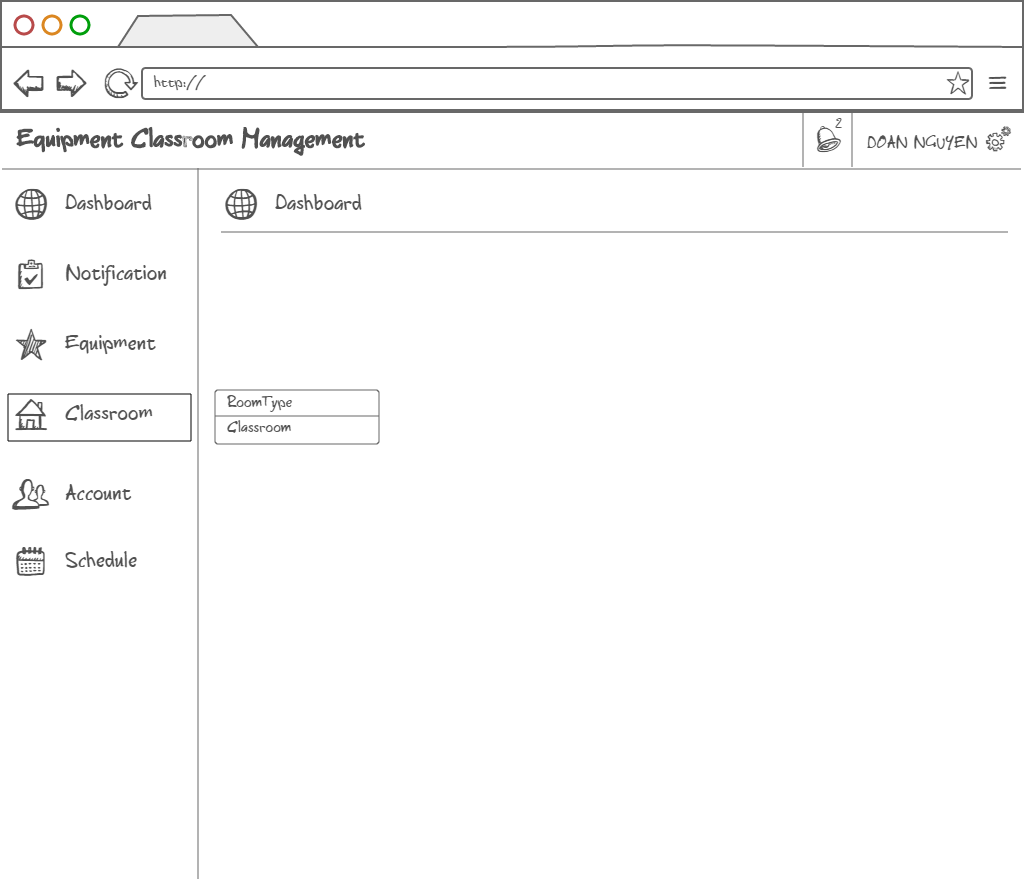 http://
Equipment Classroom Management
2
DOAN NGUYEN
Dashboard
Notification
Equipment
Classroom
Account
Schedule
Dashboard
RoomType
Classroom